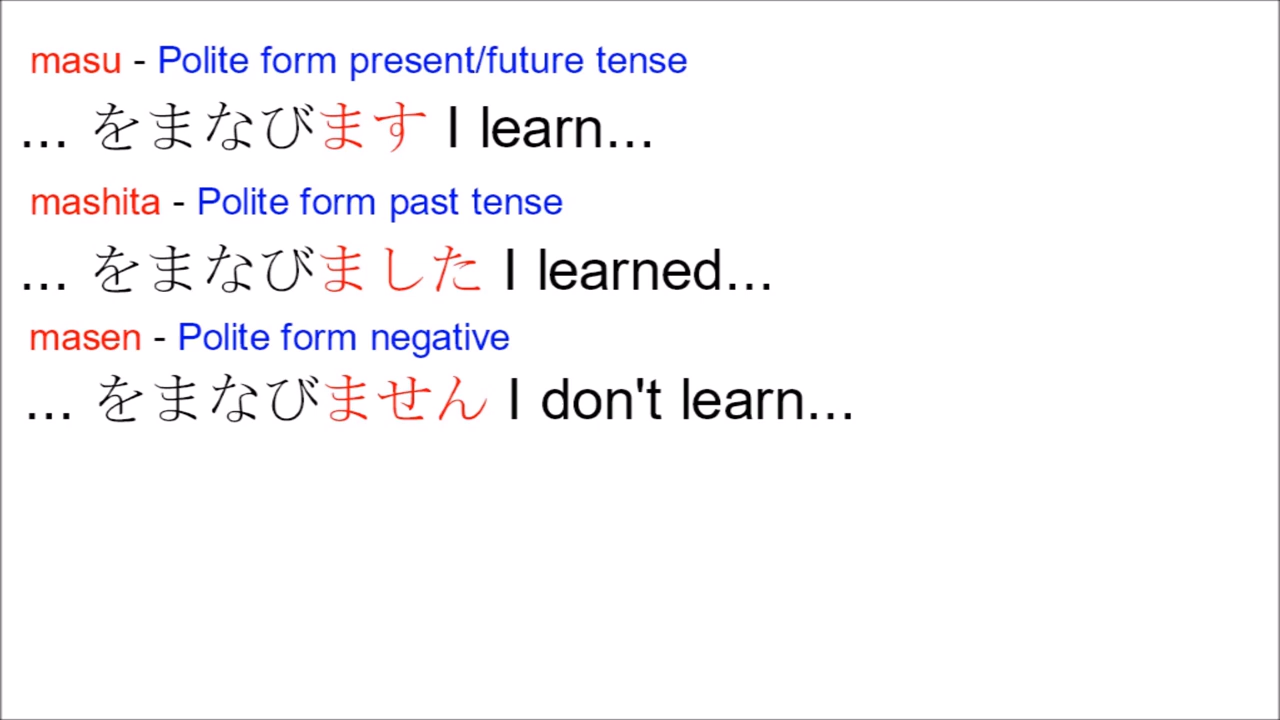 masu - Polite form present/future tense
... をまなびます I learn...
mashita - Polite form past tense
... をまなびました I learned...
masen - Polite form negative
... をまなびません I don't learn...